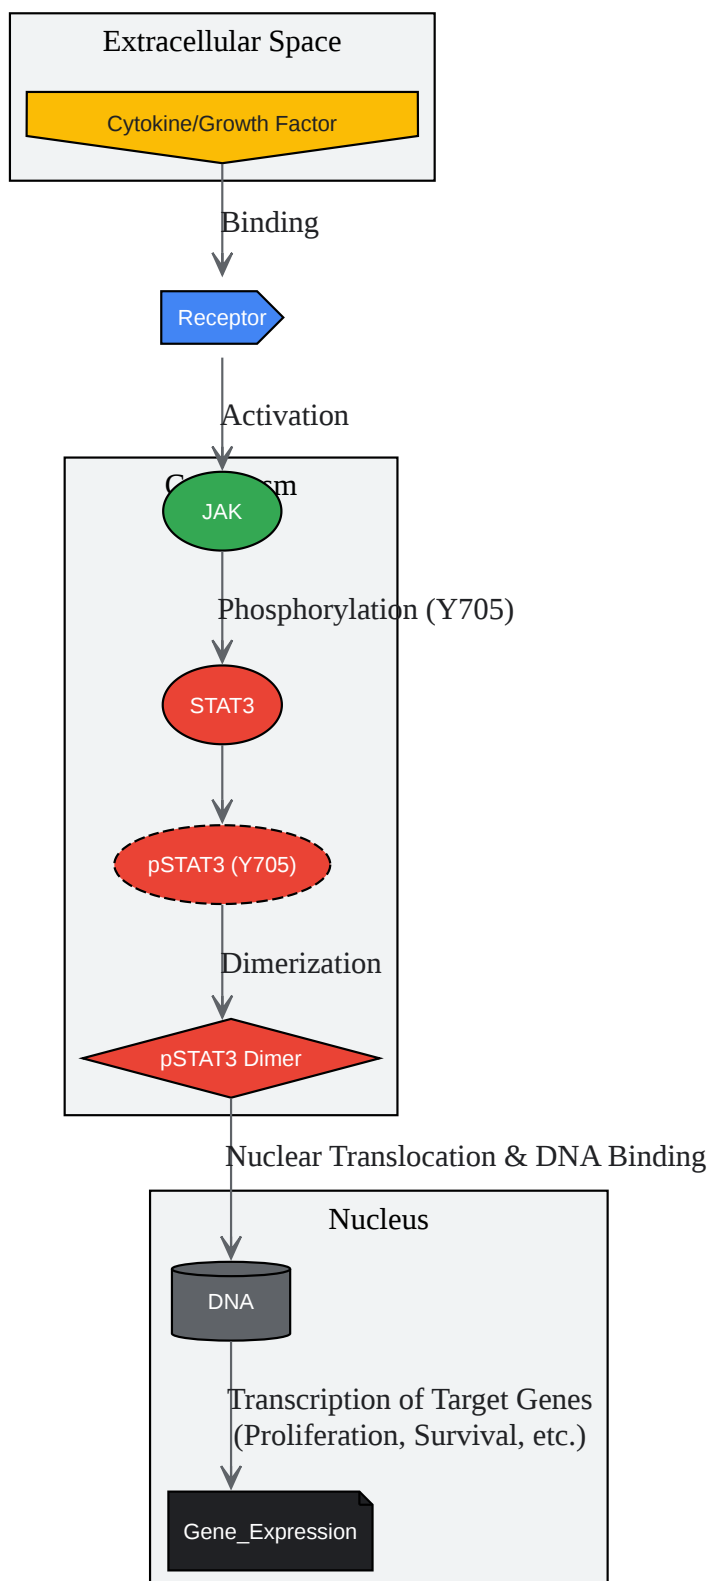 Extracellular Space
Cytokine/Growth Factor
Binding
Receptor
Activation
JAK
Phosphorylation (Y705)
STAT3
pSTAT3 (Y705)
Dimerization
pSTAT3 Dimer
Nuclear Translocation & DNA Binding
Nucleus
DNA
Transcription of Target Genes
(Proliferation, Survival, etc.)
Gene_Expression